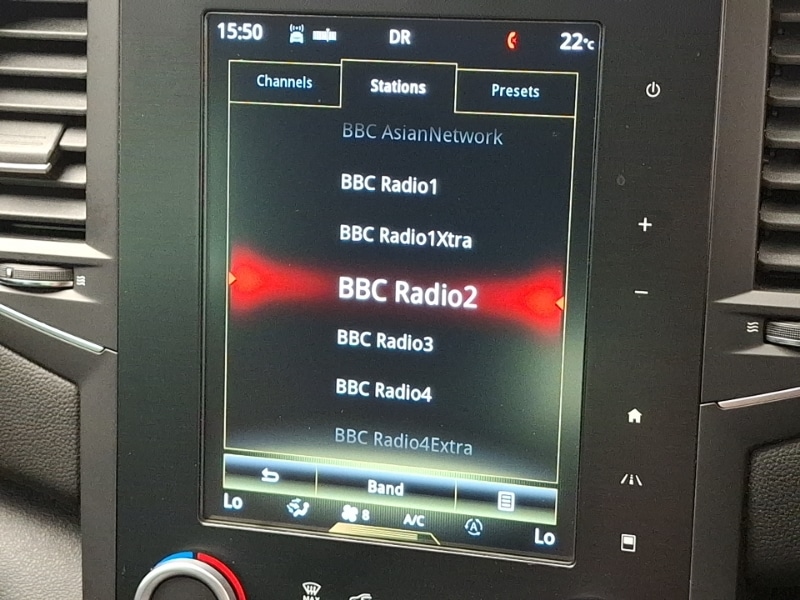 15:50 DR 22°C
Channels Stations Presets
BBC AsianNetwork
BBC Radio1
BBC Radio1Xtra
BBC Radio2
BBC Radio3
BBC Radio4
BBC Radio4Extra
Band
Lo 8 A/C A Lo
MAX